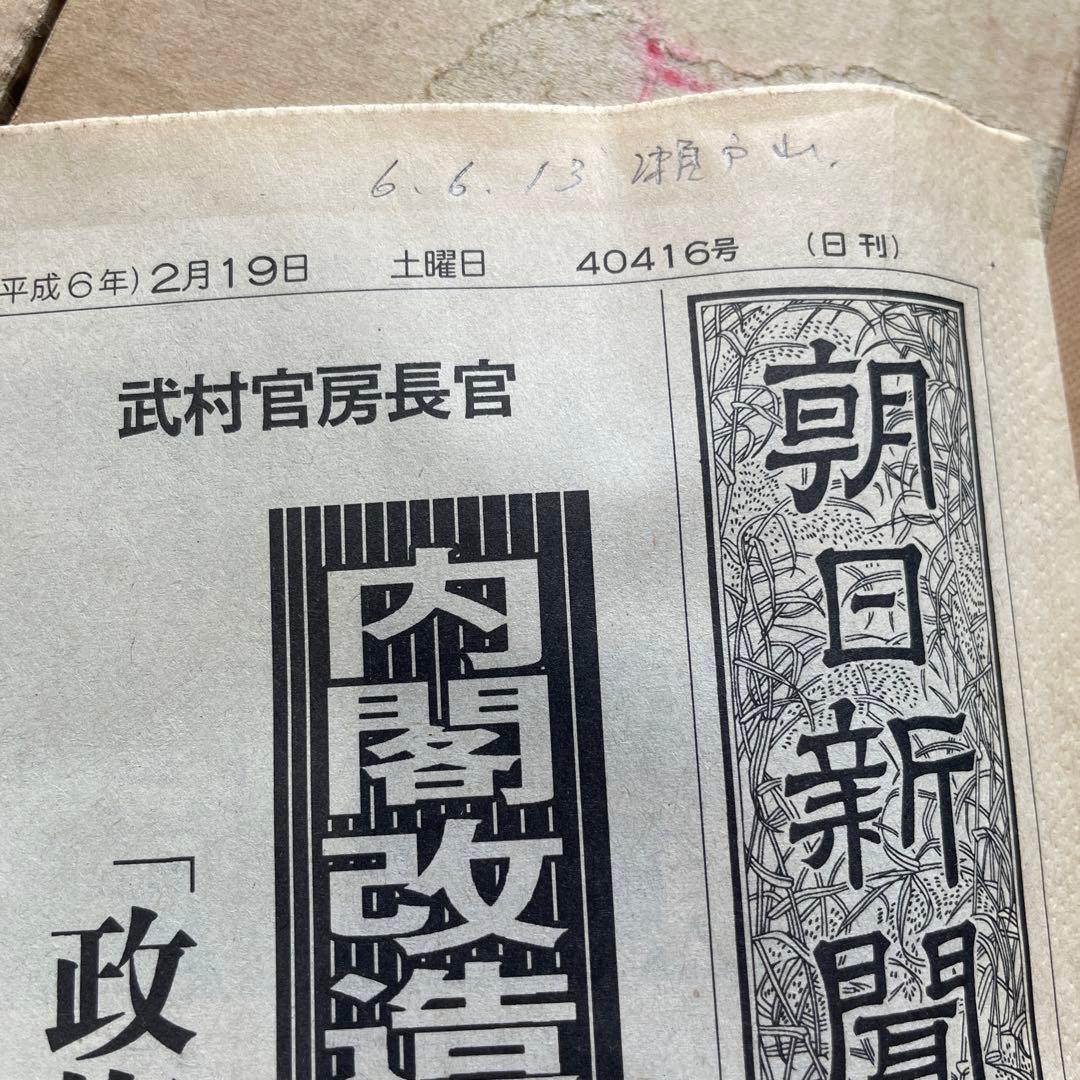 6.6.13 瀬戸山.
平成6年) 2月19日 土曜日 40416号 (日刊)
朝日新聞
武村官房長官
内閣改造
「政